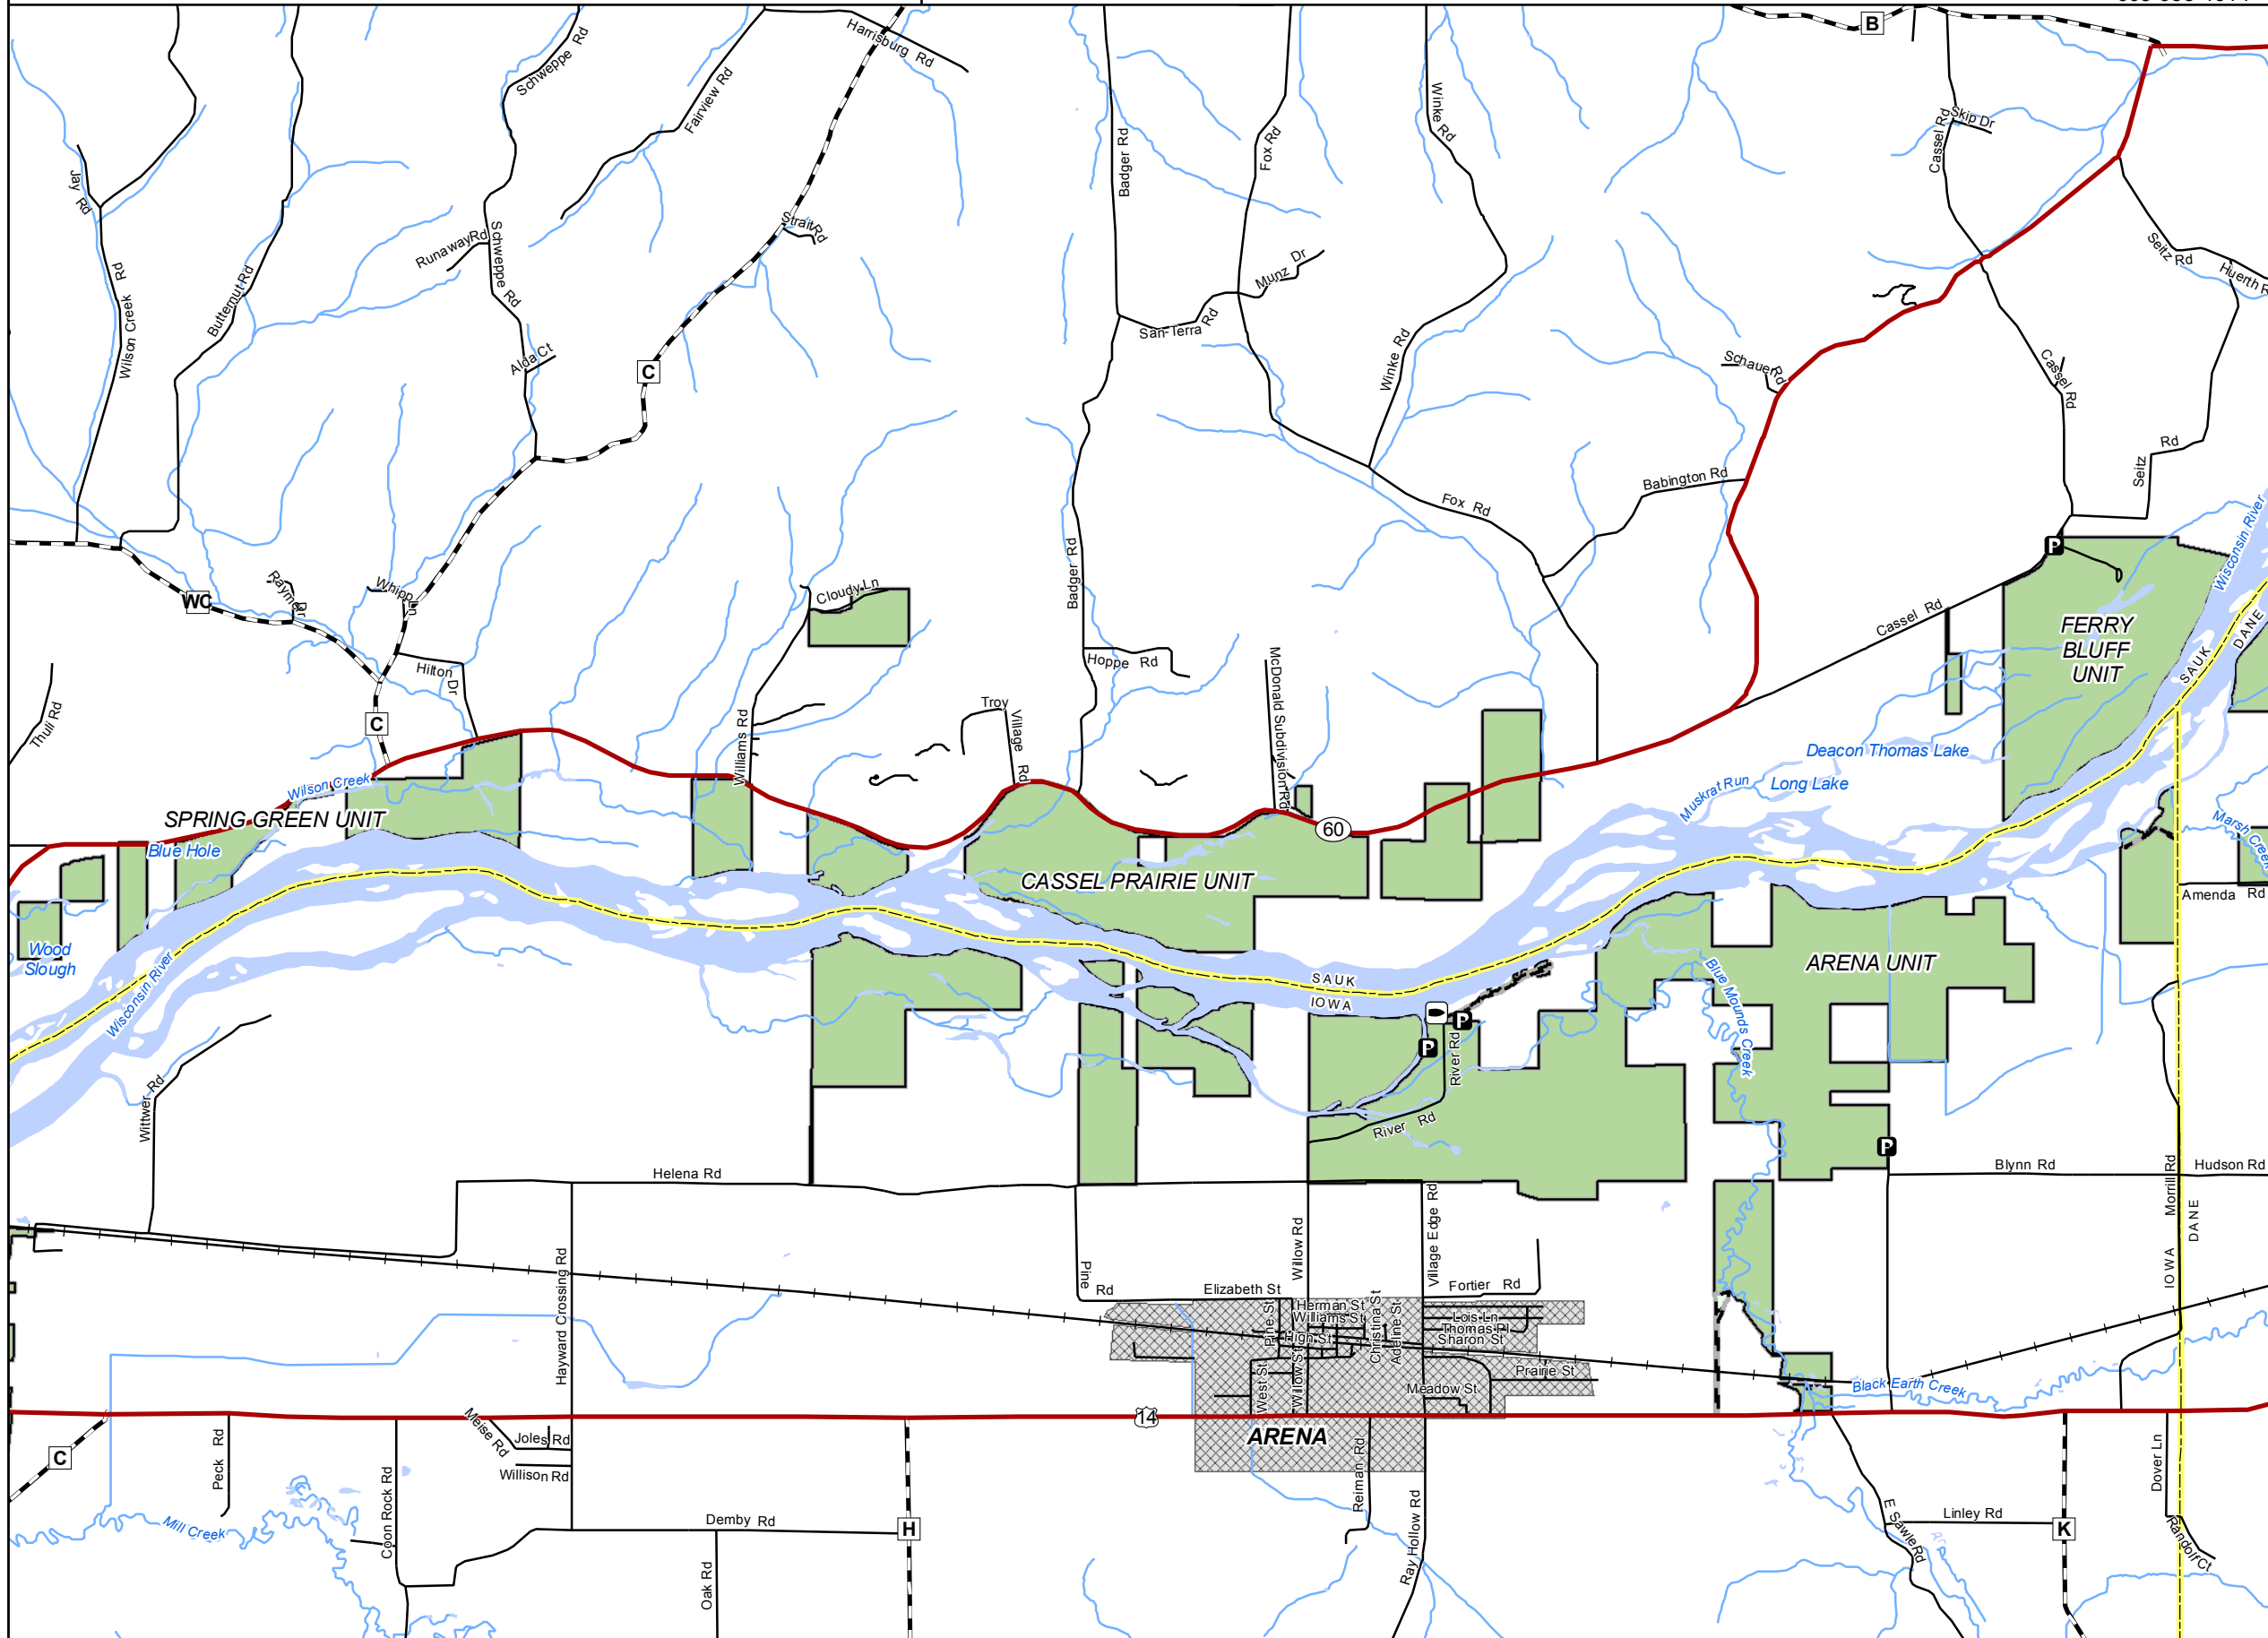 B
Harrisburg Rd
Schweppe Rd
Fairview Rd
Winke Rd
Skip Dr
Cassel Rd
Badger Rd
Fox Rd
Jay Rd
Strait Rd
Runaway Rd
Schweppe Rd
Seitz Rd
Huerth R
Wilson Creek Rd
Butternut Rd
Munz Dr
San-Terra Rd
Winke Rd
Alda Ct
C
Schauer Rd
Cassel Rd
Seitz Rd
Babington Rd
Fox Rd
Wisconsin River
Badger Rd
Raymer Dr
Whipp Ln
WC
Cloudy Ln
Cassel Rd
FERRY
BLUFF
UNIT
SAUK
DANE
Hilton Dr
Hoppe Rd
McDonald Subdivision Rd
Thuli Rd
C
Williams Rd
Troy Village Rd
Deacon Thomas Lake
Muskrat Run
Long Lake
Wilson Creek
SPRING GREEN UNIT
60
Marsh Creek
Blue Hole
CASSEL PRAIRIE UNIT
Amenda Rd
Wood
Slough
Wisconsin River
ARENA UNIT
SAUK
IOWA
Blue Mounds Creek
P
P
P
P
River Rd
River Rd
Wittwer Rd
Helena Rd
Blynn Rd
Hudson Rd
Morrill Rd
IOWA
DANE
Hayward Crossing Rd
Pine Rd
Willow Rd
Village Edge Rd
Elizabeth St
Fortier Rd
Herman St
Williams St
High St
Pine St
Christina St
Adeline St
Lois Ln
Thomas Pl
Sharon St
Prairie St
West St
Willow St
Meadow St
Black Earth Creek
14
ARENA
C
Peck Rd
Meise Rd
Joles Rd
Willison Rd
Coon Rock Rd
Mill Creek
Demby Rd
H
Oak Rd
Reiman Rd
Ray Hollow Rd
E Sawle Rd
Linley Rd
K
Dover Ln
Randolf Ct